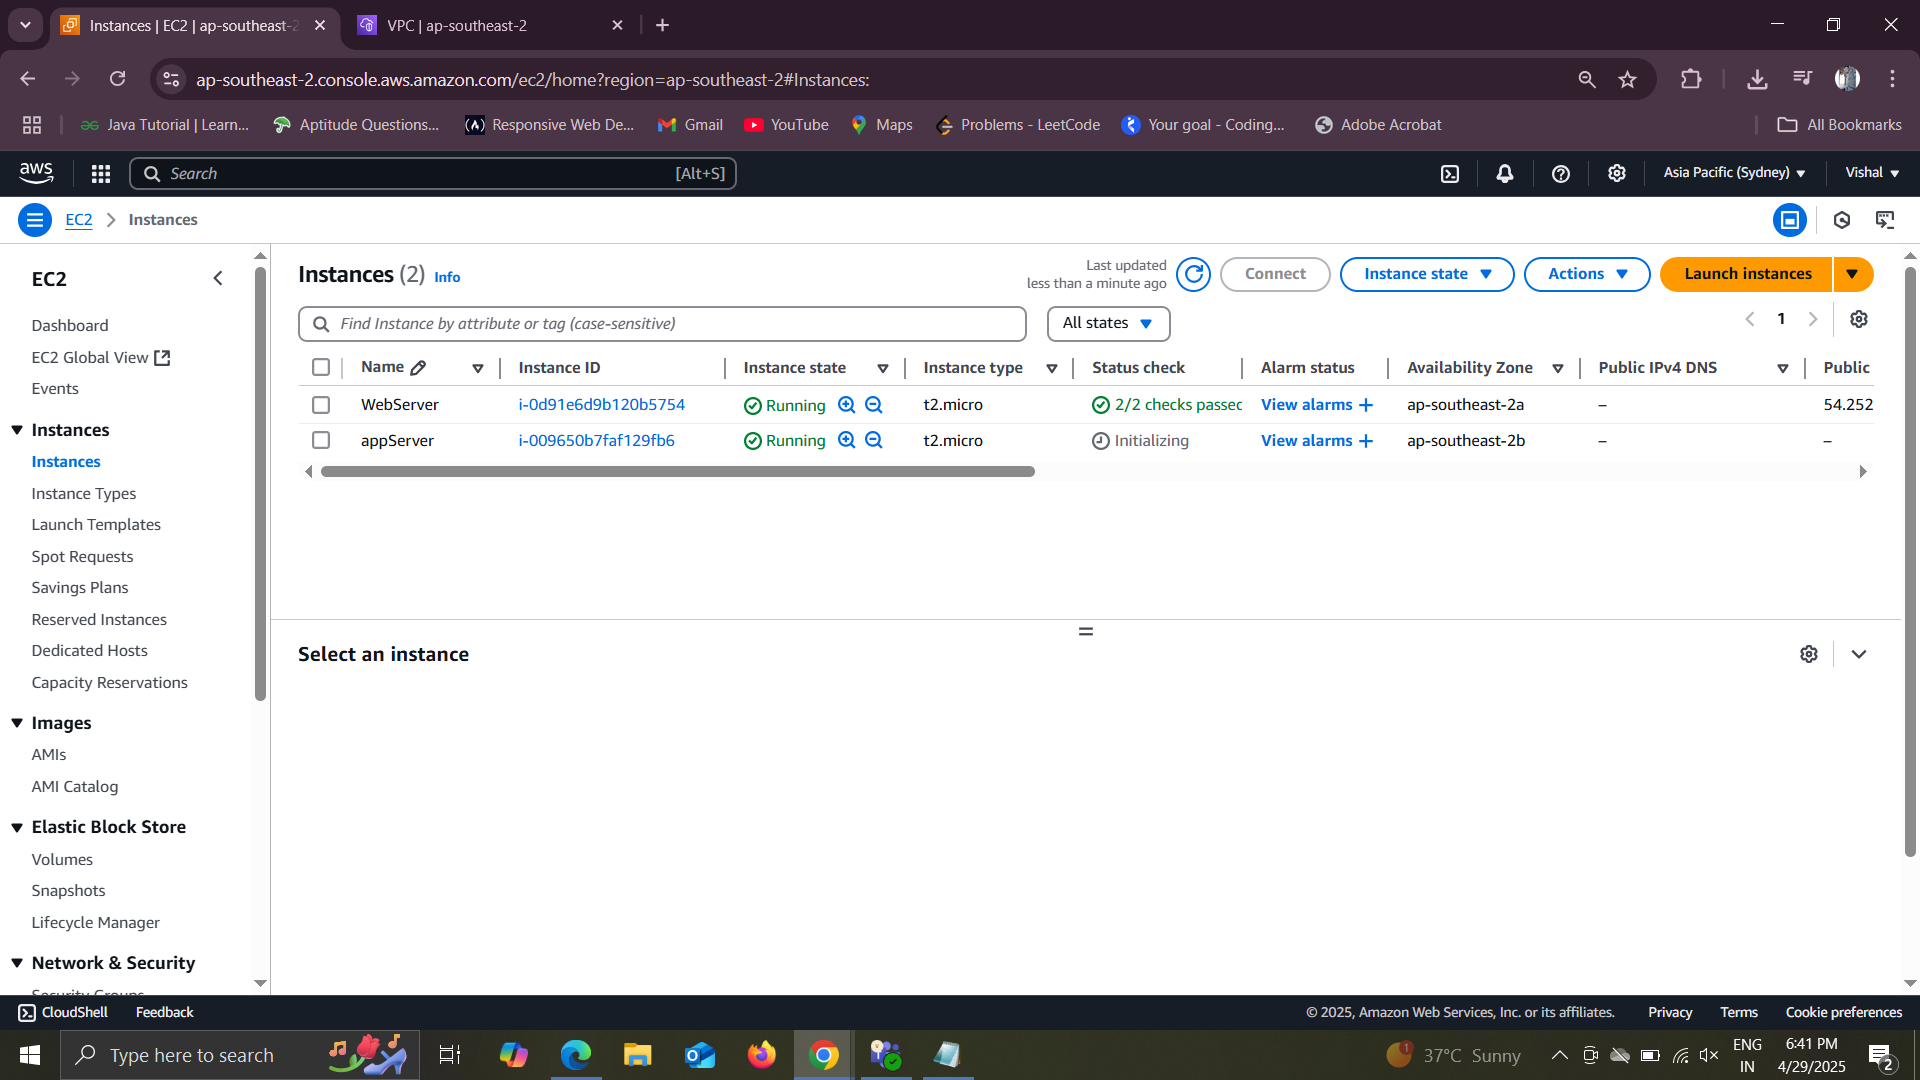 Instances | EC2 | ap-southeast-2
VPC | ap-southeast-2
ap-southeast-2.console.aws.amazon.com/ec2/home?region=ap-southeast-2#Instances:
Java Tutorial | Learn...
Aptitude Questions...
Responsive Web De...
Gmail
YouTube
Maps
Problems - LeetCode
Your goal - Coding...
Adobe Acrobat
All Bookmarks
aws
Search
[Alt+S]
Asia Pacific (Sydney)
Vishal
EC2
Instances
EC2
Dashboard
EC2 Global View
Events
Instances
Instances
Instance Types
Launch Templates
Spot Requests
Savings Plans
Reserved Instances
Dedicated Hosts
Capacity Reservations
Images
AMIs
AMI Catalog
Elastic Block Store
Volumes
Snapshots
Lifecycle Manager
Network & Security
Security Groups
Instances (2) Info
Last updated
less than a minute ago
Connect
Instance state
Actions
Launch instances
Find Instance by attribute or tag (case-sensitive)
All states
1
Name Instance ID Instance state Instance type Status check Alarm status Availability Zone Public IPv4 DNS Public
WebServer i-0d91e6d9b120b5754 Running t2.micro 2/2 checks passed View alarms + ap-southeast-2a – 54.252
appServer i-009650b7faf129fb6 Running t2.micro Initializing View alarms + ap-southeast-2b – –
Select an instance
CloudShell
Feedback
© 2025, Amazon Web Services, Inc. or its affiliates.
Privacy
Terms
Cookie preferences
Type here to search
1
37°C Sunny
ENG
IN
6:41 PM
4/29/2025
2